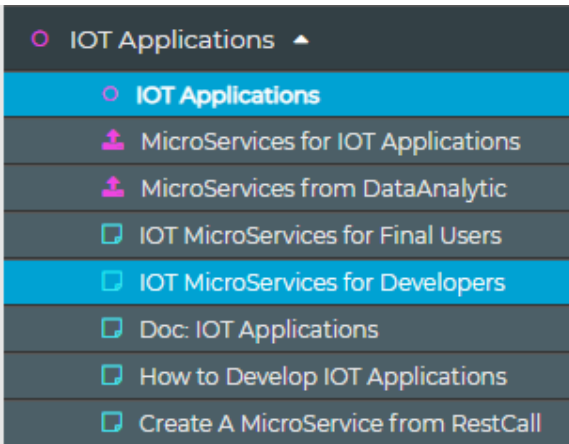 IOT Applications
IOT Applications
MicroServices for IOT Applications
MicroServices from DataAnalytic
IOT MicroServices for Final Users
IOT MicroServices for Developers
Doc: IOT Applications
How to Develop IOT Applications
Create A MicroService from RestCall